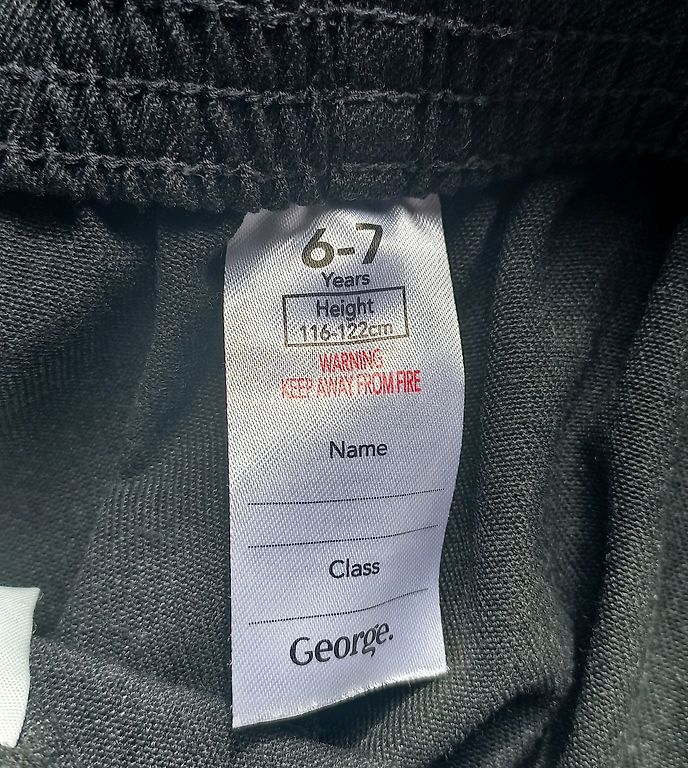 6-7
Years
Height
116-122cm
WARNING
KEEP AWAY FROM FIRE
Name
Class
George.